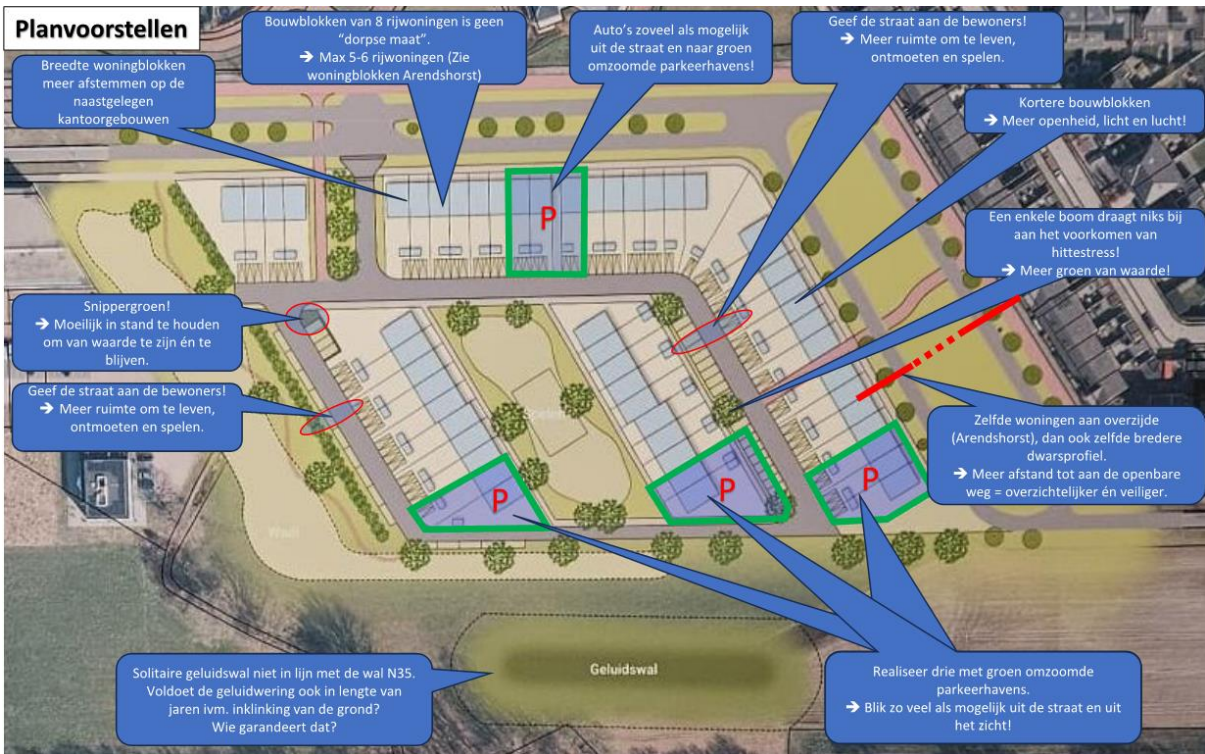 Planvoorstellen
Breedte woningblokken
meer afstemmen op de
naastgelegen
kantoorgebouwen
Bouwblokken van 8 rijwoningen is geen
“dorpse maat”.
➔ Max 5-6 rijwoningen (Zie
woningblokken Arendshorst)
Auto’s zoveel als mogelijk
uit de straat en naar groen
omzoomde parkeerhavens!
Geef de straat aan de bewoners!
➔ Meer ruimte om te leven,
ontmoeten en spelen.
Kortere bouwblokken
➔ Meer openheid, licht en lucht!
Een enkele boom draagt niks bij
aan het voorkomen van
hittestress!
➔ Meer groen van waarde!
P
Snippergroen!
➔ Moeilijk in stand te houden
om van waarde te zijn én te
blijven.
Geef de straat aan de bewoners!
➔ Meer ruimte om te leven,
ontmoeten en spelen.
Spelen
Zelfde woningen aan overzijde
(Arendshorst), dan ook zelfde bredere
dwarsprofiel.
➔ Meer afstand tot aan de openbare
weg = overzichtelijker én veiliger.
P
P
P
Wadi
Solitaire geluidswal niet in lijn met de wal N35.
Voldoet de geluidwering ook in lengte van
jaren ivm. inklinking van de grond?
Wie garandeert dat?
Geluidswal
Realiseer drie met groen omzoomde
parkeerhavens.
➔ Blik zo veel als mogelijk uit de straat en uit
het zicht!